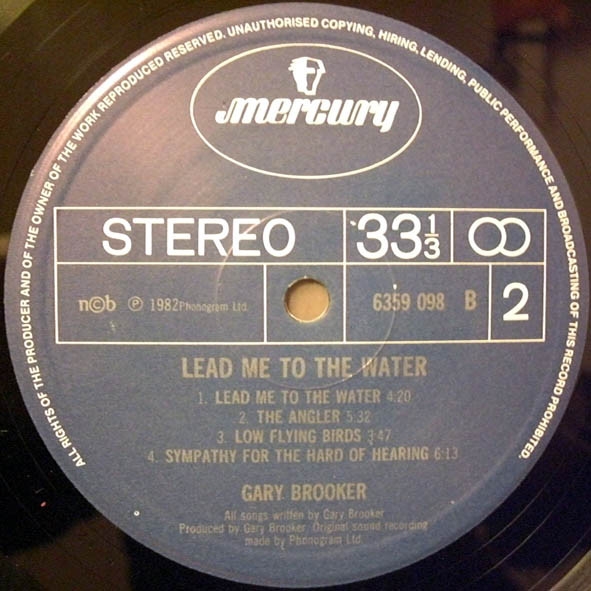 ALL RIGHTS OF THE PRODUCER AND OF THE OWNER OF THE WORK REPRODUCED RESERVED. UNAUTHORISED COPYING, HIRING, LENDING, PUBLIC PERFORMANCE AND BROADCASTING OF THIS RECORD PROHIBITED.
mercury
STEREO 33 1/3
n©b ℗ 1982 Phonogram Ltd. 6359 098 B 2
LEAD ME TO THE WATER
1. LEAD ME TO THE WATER 4:20
2. THE ANGLER 5:32
3. LOW FLYING BIRDS 3:47
4. SYMPATHY FOR THE HARD OF HEARING 6:13
GARY BROOKER
All songs written by Gary Brooker
Produced by Gary Brooker. Original sound recording
made by Phonogram Ltd.